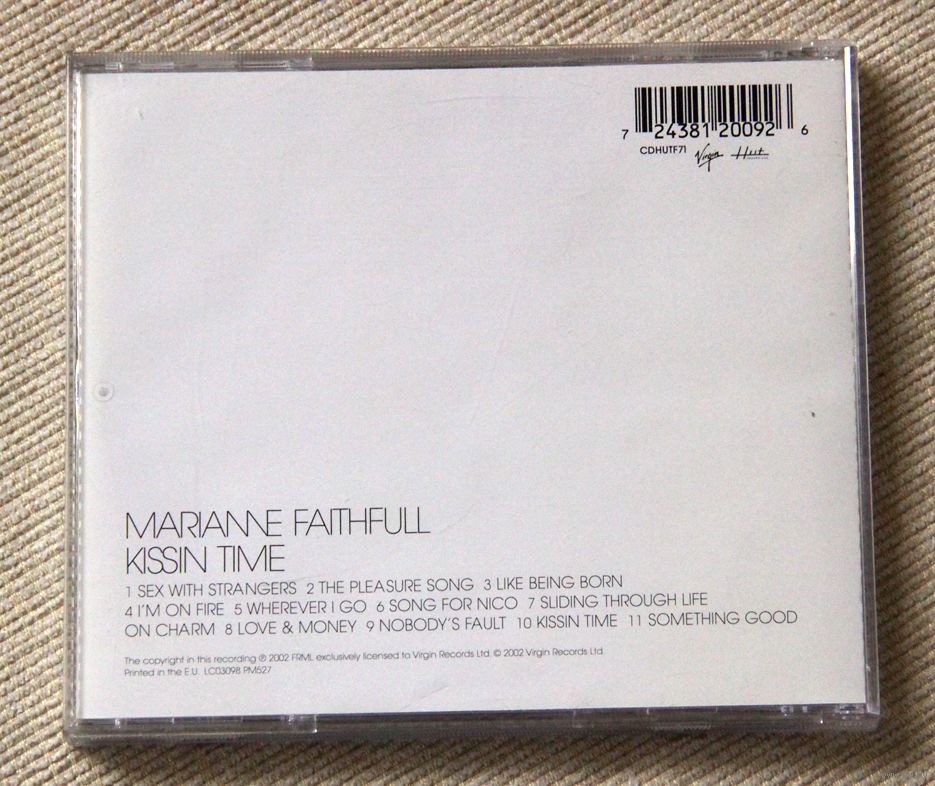 7 24381 20092 6
CDHUTF71 Virgin Hut
MARIANNE FAITHFULL
KISSIN TIME
1 SEX WITH STRANGERS 2 THE PLEASURE SONG 3 LIKE BEING BORN
4 I'M ON FIRE 5 WHEREVER I GO 6 SONG FOR NICO 7 SLIDING THROUGH LIFE
ON CHARM 8 LOVE & MONEY 9 NOBODY'S FAULT 10 KISSIN TIME 11 SOMETHING GOOD
The copyright in this recording ℗ 2002 FRML exclusively licensed to Virgin Records Ltd. © 2002 Virgin Records Ltd.
Printed in the E.U. LC03098 PM527